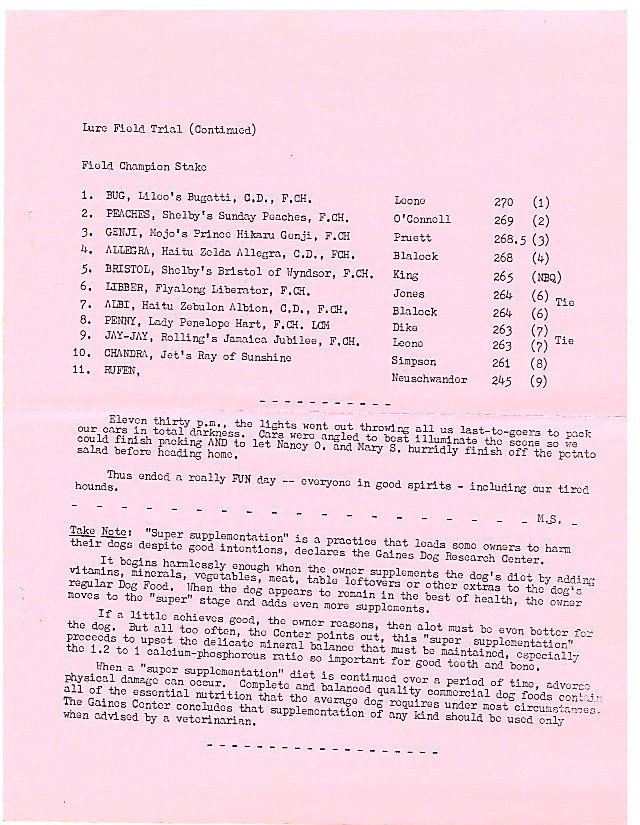 Lure Field Trial (Continued)
Field Champion Stake
1. BUG, Lileo's Bugatti, C.D., F.CH. Leone 270 (1)
2. PEACHES, Shelby's Sunday Peaches, F.CH. O'Connell 269 (2)
3. GENJI, Mojo's Prince Hikaru Genji, F.CH Pruett 268.5 (3)
4. ALLEGRA, Haitu Zelda Allegra, C.D., FCH. Blalock 268 (4)
5. BRISTOL, Shelby's Bristol of Wyndsor, F.CH. King 265 (NBQ)
6. LIBBER, Flyalong Liberator, F.CH. Jones 264 (6) Tie
7. ALBI, Haitu Zebulon Albion, C.D., F.CH. Blalock 264 (6)
8. PENNY, Lady Penelope Hart, F.CH. LCM Dike 263 (7)
9. JAY-JAY, Rolling's Jamaica Jubilee, F.CH. Leone 263 (7) Tie
10. CHANDRA, Jet's Ray of Sunshine Simpson 261 (8)
11. RUFEN, Neuschwander 245 (9)
- - - - - - - - - - - -
Eleven thirty p.m., the lights went out throwing all us last-to-goers to pack
our cars in total darkness. Cars were angled to best illuminate the scene so we
could finish packing AND to let Nancy O. and Mary S. hurridly finish off the potato
salad before heading home.
Thus ended a really FUN day -- everyone in good spirits - including our tired
hounds.
- - - - - - - - - - - - - - - - - - - - - - M.S. -
Take Note: "Super supplementation" is a practice that leads some owners to harm
their dogs despite good intentions, declares the Gaines Dog Research Center.
It begins harmlessly enough when the owner supplements the dog's diet by adding
vitamins, minerals, vegetables, meat, table leftovers or other extras to the dog's
regular Dog Food. When the dog appears to remain in the best of health, the owner
moves to the "super" stage and adds even more supplements.
If a little achieves good, the owner reasons, then alot must be even better for
the dog. But all too often, the Center points out, this "super supplementation"
proceeds to upset the delicate mineral balance that must be maintained, especially
the 1.2 to 1 calcium-phosphorous ratio so important for good teeth and bone.
When a "super supplementation" diet is continued over a period of time, adverse
physical damage can occur. Complete and balanced quality commercial dog foods contain
all of the essential nutrition that the average dog requires under most circumstances.
The Gaines Center concludes that supplementation of any kind should be used only
when advised by a veterinarian.
- - - - - - - - - - - - - - - - - - -